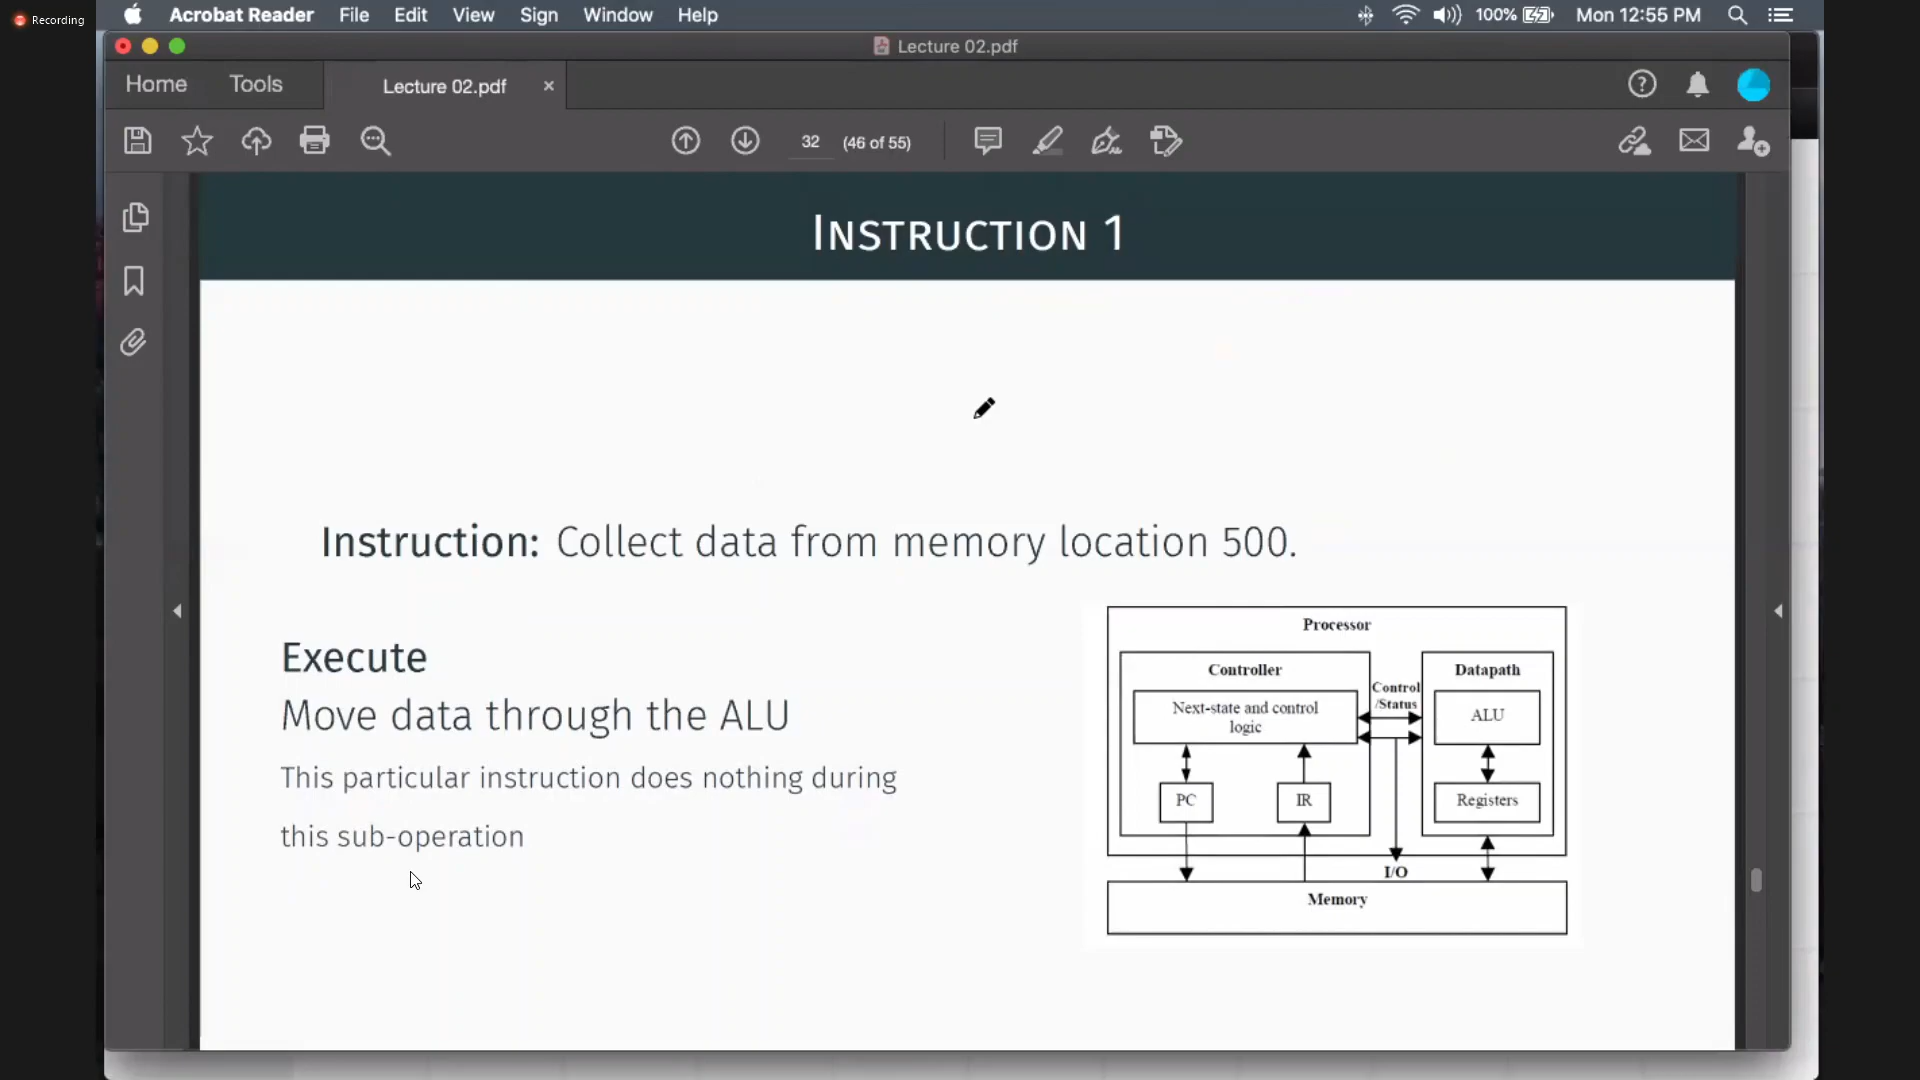 Recording
Acrobat Reader File Edit View Sign Window Help 100% Mon 12:55 PM
Lecture 02.pdf
Home Tools Lecture 02.pdf ×
32 (46 of 55)
INSTRUCTION 1
Instruction: Collect data from memory location 500.
Execute
Move data through the ALU
This particular instruction does nothing during
this sub-operation
Processor
Controller
Datapath
Control
/Status
Next-state and control
logic
ALU
PC
IR
Registers
I/O
Memory